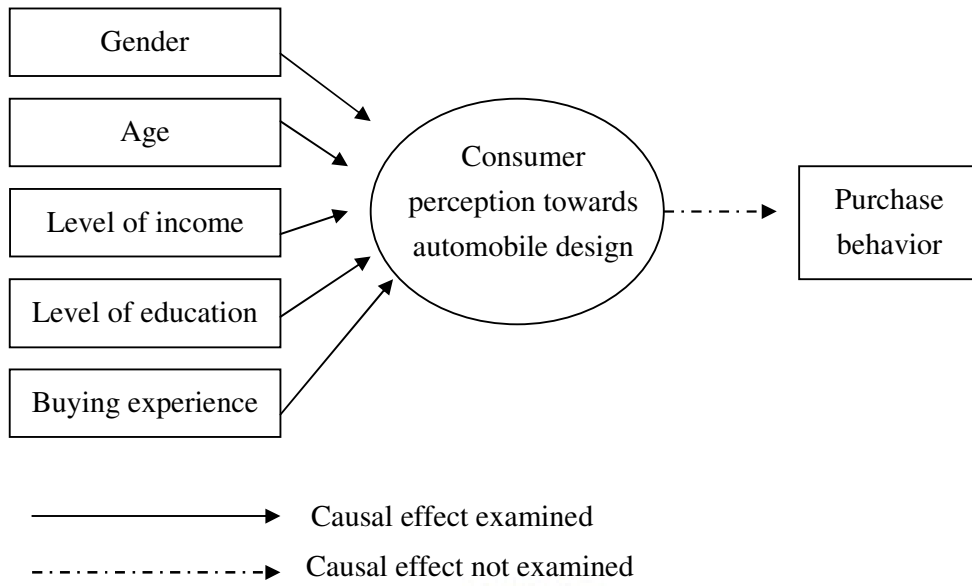 Gender
Age
Level of income
Level of education
Buying experience
Consumer
perception towards
automobile design
Purchase
behavior
Causal effect examined
Causal effect not examined